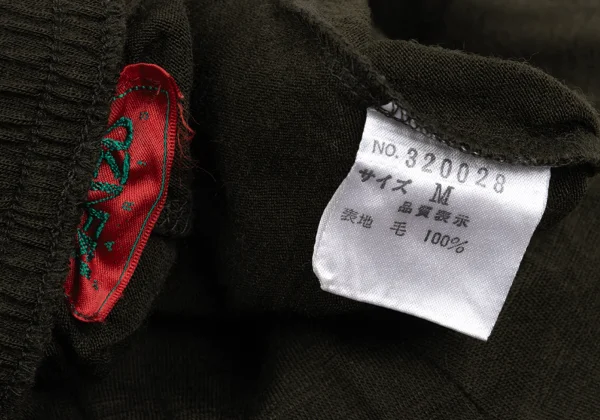 NO. 320028
サイズ M
品質表示
表地 毛 100%